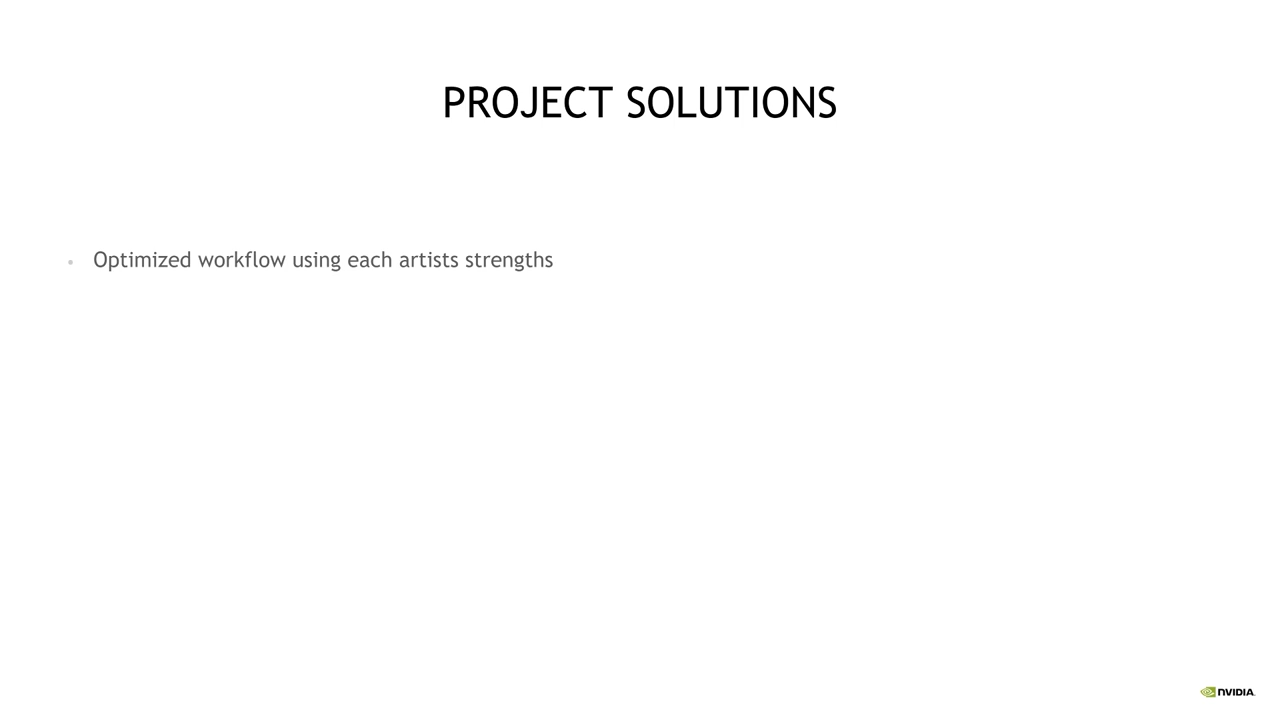 PROJECT SOLUTIONS
• Optimized workflow using each artists strengths
NVIDIA.